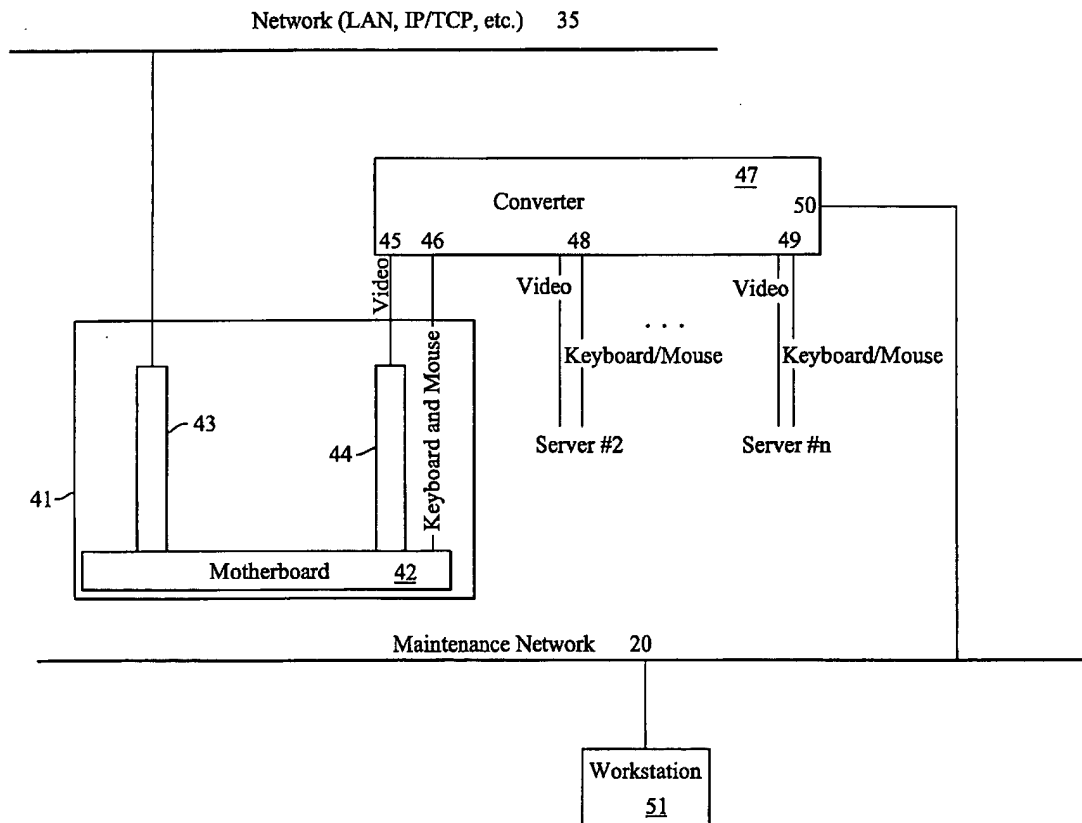 Network (LAN, IP/TCP, etc.) 35
47
Converter
50
45 46 48 49
Video
Video
Video
. . .
Keyboard/Mouse
Keyboard/Mouse
Keyboard and Mouse
43
44
Server #2
Server #n
41
Motherboard 42
Maintenance Network 20
Workstation
51